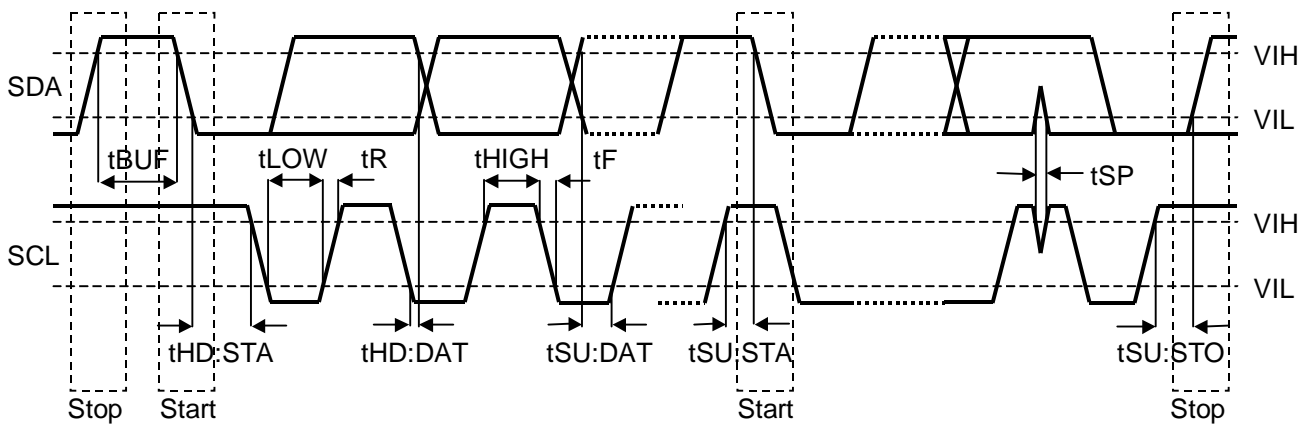 VIH
SDA
VIL
tBUF tLOW tR tHIGH tF tSP
VIH
SCL
VIL
tHD:STA tHD:DAT tSU:DAT tSU:STA tSU:STO
Stop Start Start Stop